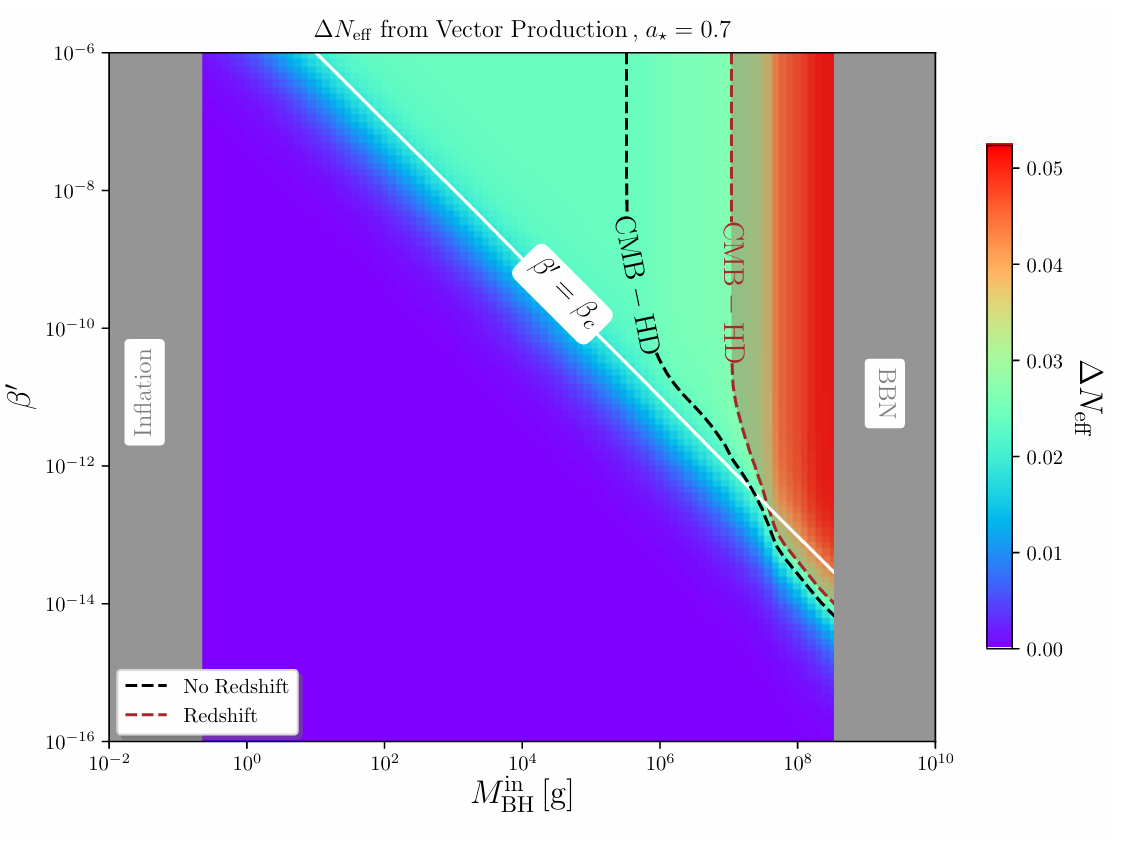 ΔN_eff from Vector Production, a⋆ = 0.7
10^−6
10^−8
10^−10
10^−12
10^−14
10^−16
β′
Inflation
β′ = β_c
CMB − HD
CMB − HD
BBN
No Redshift
Redshift
10^−2
10^0
10^2
10^4
10^6
10^8
10^10
M_BH^in [g]
0.05
0.04
0.03
0.02
0.01
0.00
ΔN_eff